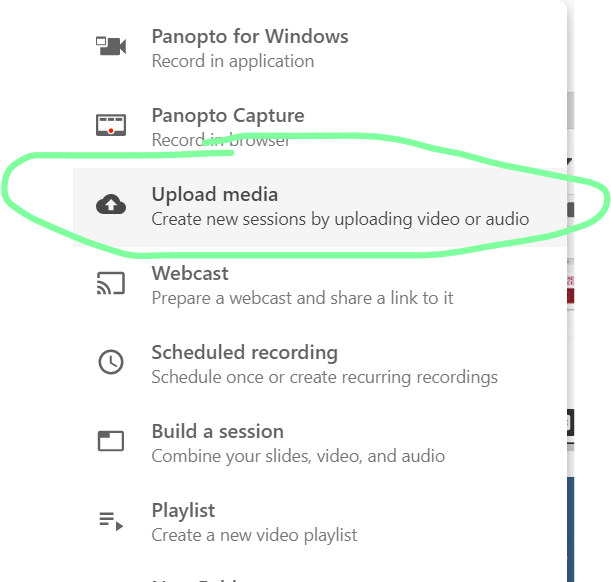 Panopto for Windows
Record in application
Panopto Capture
Record in browser
Upload media
Create new sessions by uploading video or audio
Webcast
Prepare a webcast and share a link to it
Scheduled recording
Schedule once or create recurring recordings
Build a session
Combine your slides, video, and audio
Playlist
Create a new video playlist